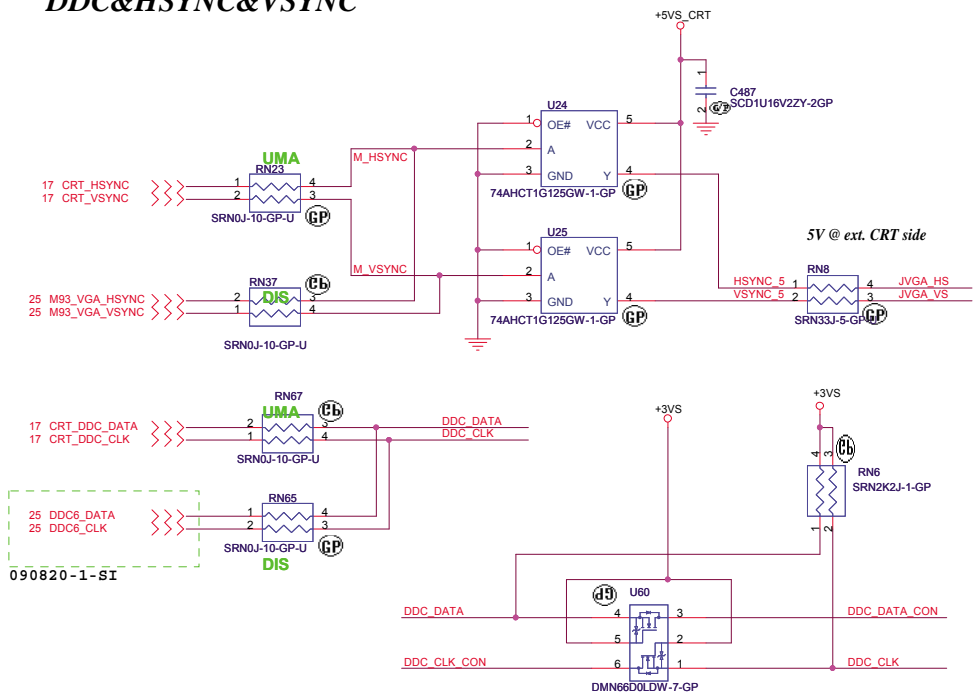 DDC&HSYNC&VSYNC
+5VS_CRT
1
2
C487
SCD1U16V2ZY-2GP
GP
U24
1 OE# VCC 5
2 A
3 GND Y 4
74AHCT1G125GW-1-GP
GP
UMA
RN23
17 CRT_HSYNC 1 4 M_HSYNC
17 CRT_VSYNC 2 3
SRN0J-10-GP-U
GP
U25
1 OE# VCC 5
2 A
3 GND Y 4
74AHCT1G125GW-1-GP
GP
M_VSYNC
RN37
GP
DIS
25 M93_VGA_HSYNC 2 3
25 M93_VGA_VSYNC 1 4
SRN0J-10-GP-U
5V @ ext. CRT side
RN8
HSYNC_5 1 4 JVGA_HS
VSYNC_5 2 3 JVGA_VS
SRN33J-5-GP-U
GP
RN67
UMA
GP
17 CRT_DDC_DATA 2 3 DDC_DATA
17 CRT_DDC_CLK 1 4 DDC_CLK
SRN0J-10-GP-U
RN65
25 DDC6_DATA 1 4
25 DDC6_CLK 2 3
SRN0J-10-GP-U
GP
DIS
090820-1-SI
+3VS
+3VS
4 3
GP
RN6
SRN2K2J-1-GP
1 2
GP
U60
DDC_DATA 4 3 DDC_DATA_CON
5 2
DDC_CLK_CON 6 1 DDC_CLK
DMN66D0LDW-7-GP